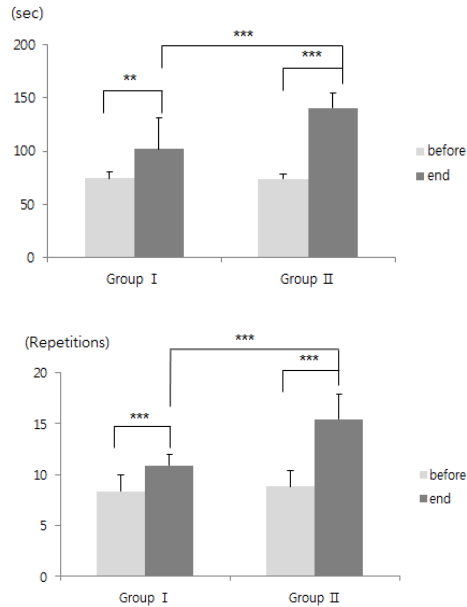 (sec)
***
200
**
***
150
100
before
end
50
0
Group Ⅰ
Group Ⅱ
(Repetitions)
***
20
***
***
15
10
before
end
5
0
Group Ⅰ
Group Ⅱ